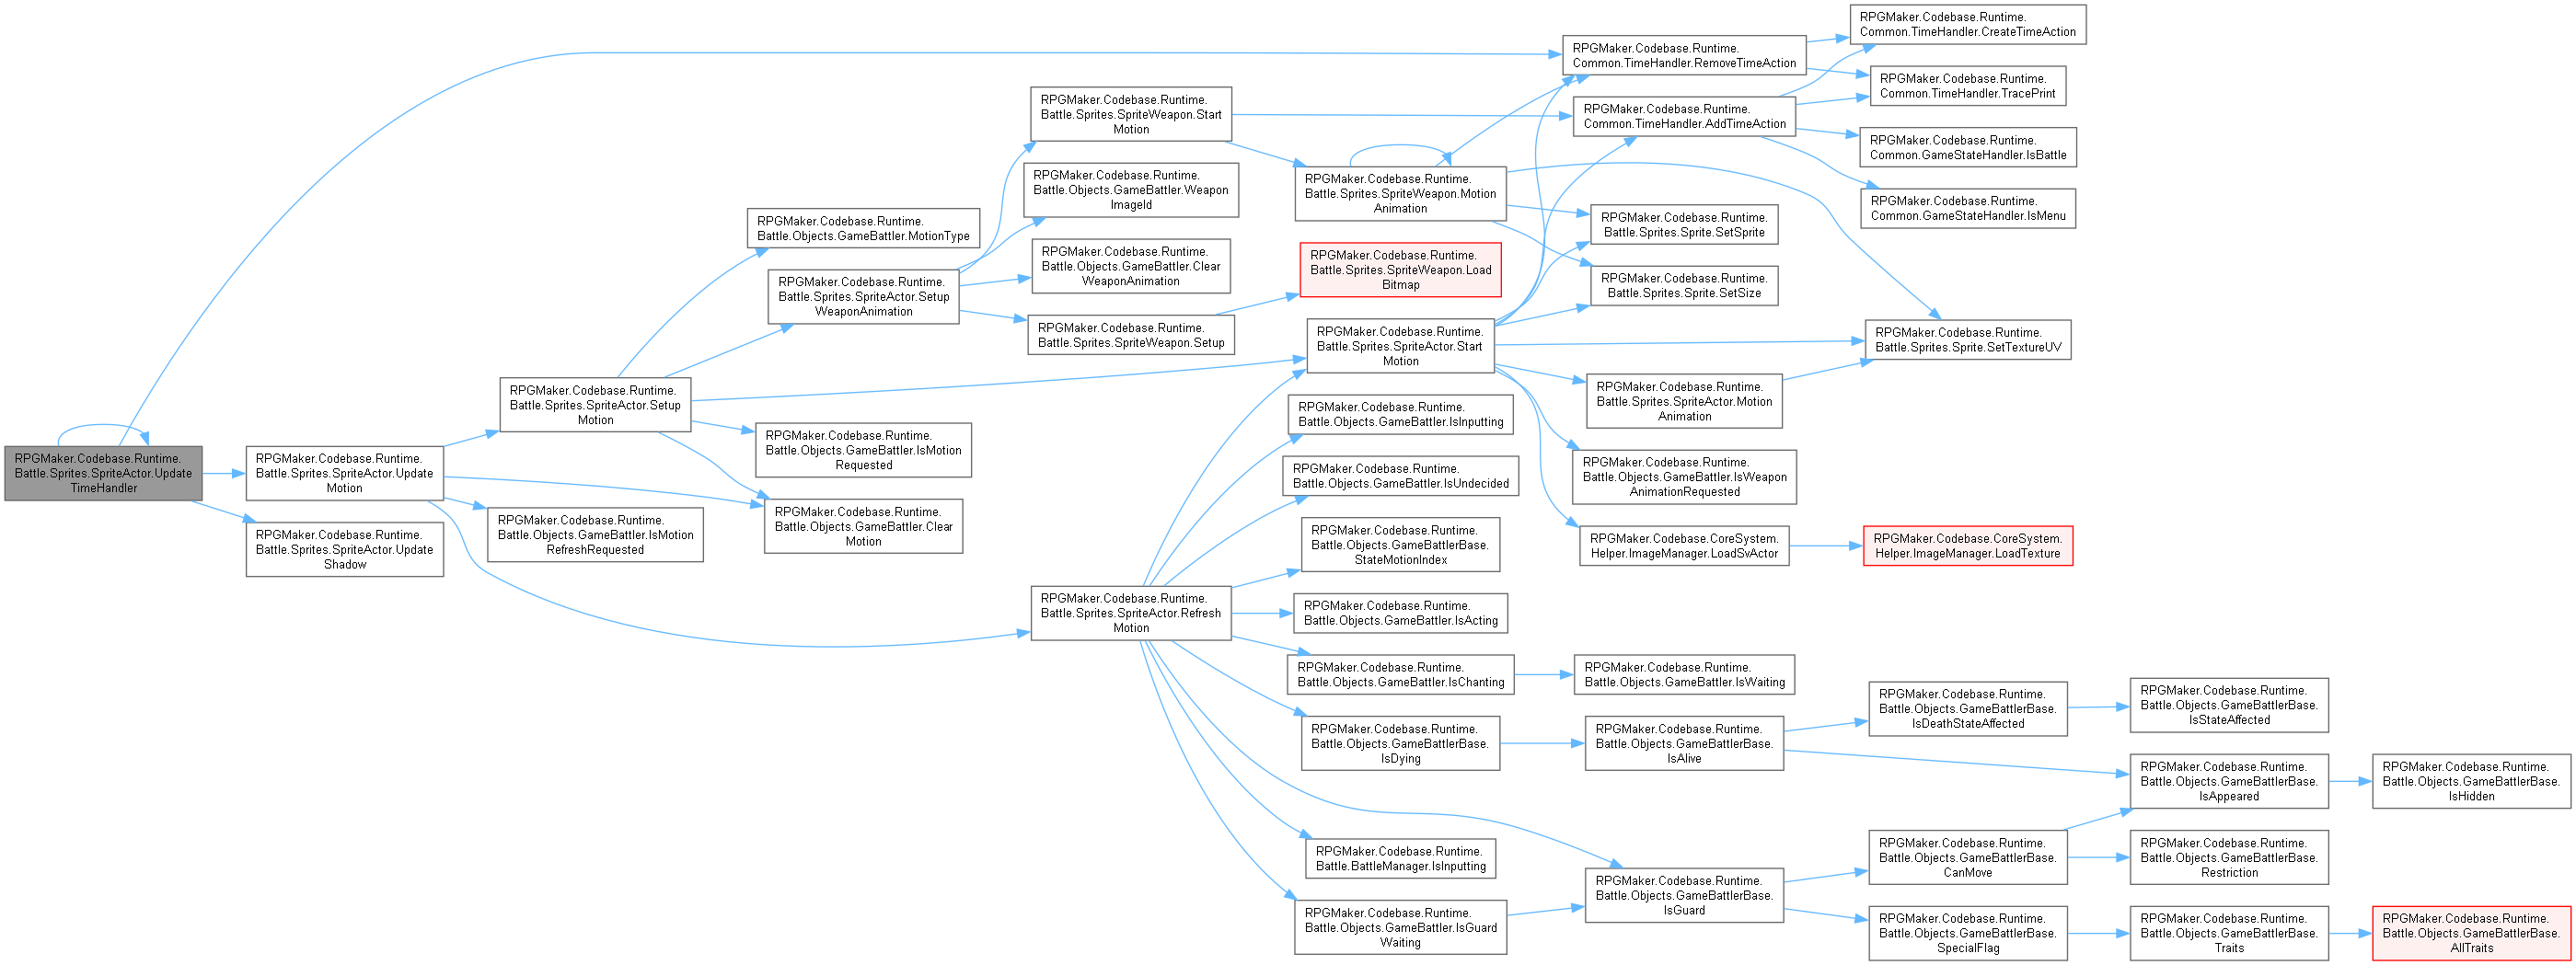 RPGMaker.Codebase.Runtime.
Battle.Sprites.SpriteActor.Update
TimeHandler
RPGMaker.Codebase.Runtime.
Battle.Sprites.SpriteActor.Update
Motion
RPGMaker.Codebase.Runtime.
Battle.Sprites.SpriteActor.Update
Shadow
RPGMaker.Codebase.Runtime.
Battle.Sprites.SpriteActor.Setup
Motion
RPGMaker.Codebase.Runtime.
Battle.Objects.GameBattler.IsMotion
RefreshRequested
RPGMaker.Codebase.Runtime.
Battle.Objects.GameBattler.MotionType
RPGMaker.Codebase.Runtime.
Battle.Sprites.SpriteActor.Setup
WeaponAnimation
RPGMaker.Codebase.Runtime.
Battle.Objects.GameBattler.IsMotion
Requested
RPGMaker.Codebase.Runtime.
Battle.Objects.GameBattler.Clear
Motion
RPGMaker.Codebase.Runtime.
Battle.Sprites.SpriteWeapon.Start
Motion
RPGMaker.Codebase.Runtime.
Battle.Objects.GameBattler.Weapon
ImageId
RPGMaker.Codebase.Runtime.
Battle.Objects.GameBattler.Clear
WeaponAnimation
RPGMaker.Codebase.Runtime.
Battle.Sprites.SpriteWeapon.Setup
RPGMaker.Codebase.Runtime.
Battle.Sprites.SpriteActor.Refresh
Motion
RPGMaker.Codebase.Runtime.
Battle.Sprites.SpriteWeapon.Motion
Animation
RPGMaker.Codebase.Runtime.
Battle.Sprites.SpriteWeapon.Load
Bitmap
RPGMaker.Codebase.Runtime.
Battle.Sprites.SpriteActor.Start
Motion
RPGMaker.Codebase.Runtime.
Battle.Objects.GameBattler.IsInputting
RPGMaker.Codebase.Runtime.
Battle.Objects.GameBattler.IsUndecided
RPGMaker.Codebase.Runtime.
Battle.Objects.GameBattlerBase.
StateMotionIndex
RPGMaker.Codebase.Runtime.
Battle.Objects.GameBattler.IsActing
RPGMaker.Codebase.Runtime.
Battle.Objects.GameBattler.IsChanting
RPGMaker.Codebase.Runtime.
Battle.Objects.GameBattlerBase.
IsDying
RPGMaker.Codebase.Runtime.
Battle.BattleManager.IsInputting
RPGMaker.Codebase.Runtime.
Battle.Objects.GameBattler.IsGuard
Waiting
RPGMaker.Codebase.Runtime.
Common.TimeHandler.RemoveTimeAction
RPGMaker.Codebase.Runtime.
Common.TimeHandler.AddTimeAction
RPGMaker.Codebase.Runtime.
Battle.Sprites.Sprite.SetSprite
RPGMaker.Codebase.Runtime.
Battle.Sprites.Sprite.SetSize
RPGMaker.Codebase.Runtime.
Battle.Sprites.SpriteActor.Motion
Animation
RPGMaker.Codebase.Runtime.
Battle.Objects.GameBattler.IsWeapon
AnimationRequested
RPGMaker.Codebase.CoreSystem.
Helper.ImageManager.LoadSvActor
RPGMaker.Codebase.Runtime.
Battle.Objects.GameBattler.IsWaiting
RPGMaker.Codebase.Runtime.
Battle.Objects.GameBattlerBase.
IsAlive
RPGMaker.Codebase.Runtime.
Battle.Objects.GameBattlerBase.
IsGuard
RPGMaker.Codebase.Runtime.
Common.TimeHandler.CreateTimeAction
RPGMaker.Codebase.Runtime.
Common.TimeHandler.TracePrint
RPGMaker.Codebase.Runtime.
Common.GameStateHandler.IsBattle
RPGMaker.Codebase.Runtime.
Common.GameStateHandler.IsMenu
RPGMaker.Codebase.Runtime.
Battle.Sprites.Sprite.SetTextureUV
RPGMaker.Codebase.CoreSystem.
Helper.ImageManager.LoadTexture
RPGMaker.Codebase.Runtime.
Battle.Objects.GameBattlerBase.
IsDeathStateAffected
RPGMaker.Codebase.Runtime.
Battle.Objects.GameBattlerBase.
CanMove
RPGMaker.Codebase.Runtime.
Battle.Objects.GameBattlerBase.
SpecialFlag
RPGMaker.Codebase.Runtime.
Battle.Objects.GameBattlerBase.
IsStateAffected
RPGMaker.Codebase.Runtime.
Battle.Objects.GameBattlerBase.
IsAppeared
RPGMaker.Codebase.Runtime.
Battle.Objects.GameBattlerBase.
Restriction
RPGMaker.Codebase.Runtime.
Battle.Objects.GameBattlerBase.
Traits
RPGMaker.Codebase.Runtime.
Battle.Objects.GameBattlerBase.
IsHidden
RPGMaker.Codebase.Runtime.
Battle.Objects.GameBattlerBase.
AllTraits